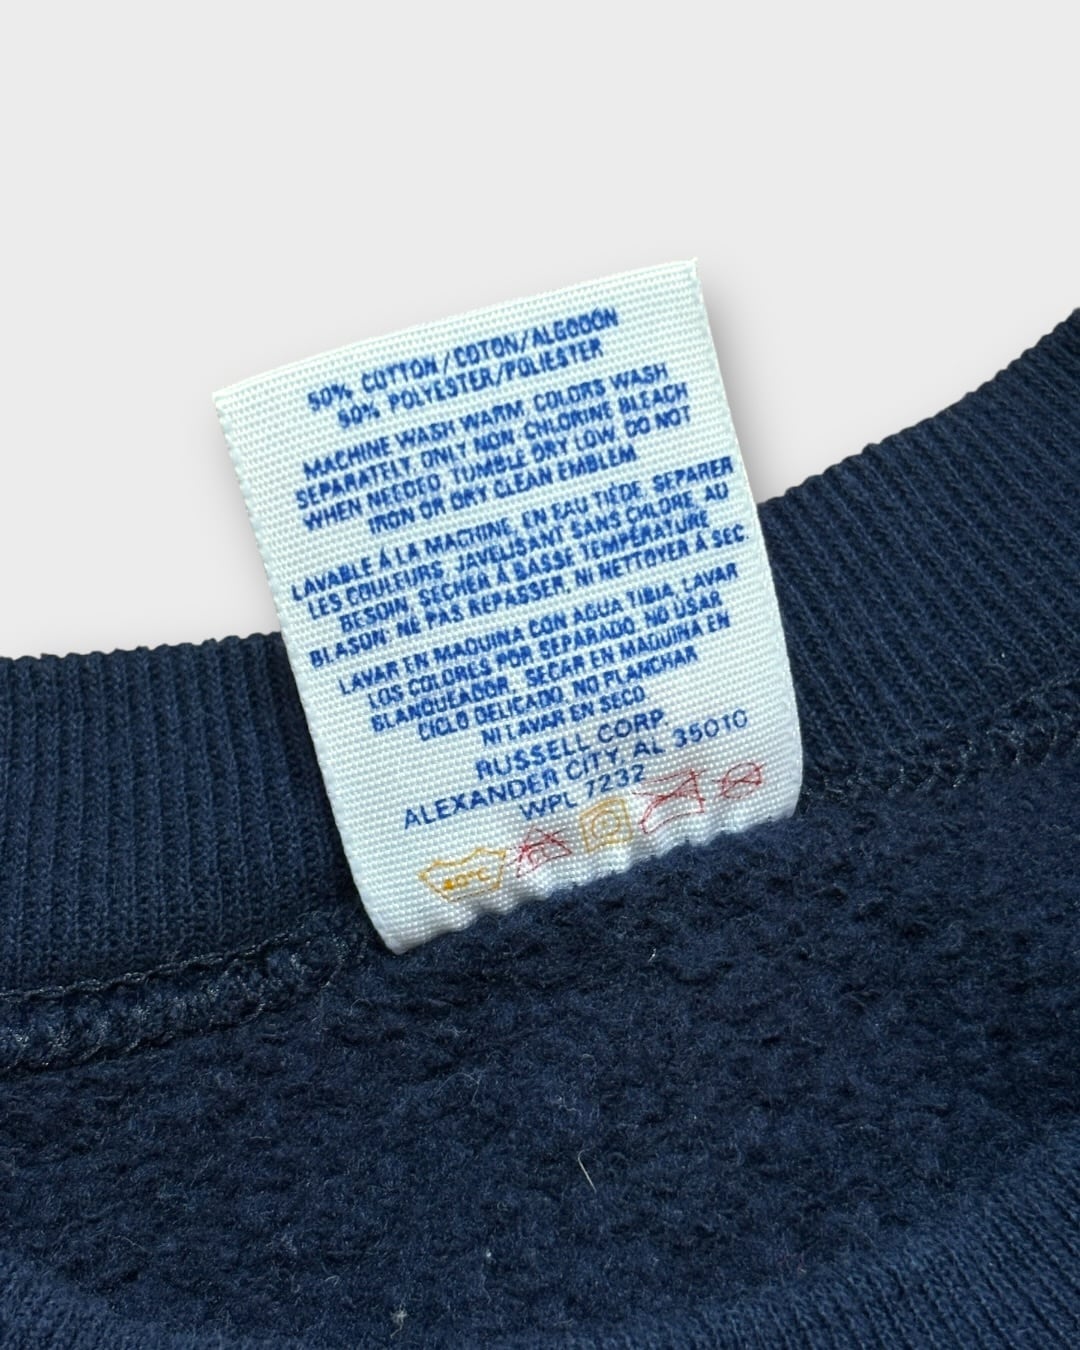 50% COTTON/COTON/ALGODÓN
50% POLYESTER/POLIESTER
MACHINE WASH WARM, COLORS WASH
SEPARATELY, ONLY NON-CHLORINE BLEACH
WHEN NEEDED, TUMBLE DRY LOW, DO NOT
IRON OR DRY CLEAN EMBLEM
LAVABLE À LA MACHINE, EN EAU TIÈDE, SEPARER
LES COULEURS, JAVELISANT SANS CHLORE, AU
BESOIN, SECHER À BASSE TEMPÉRATURE
BLASON: NE PAS REPASSER, NI NETTOYER À SEC.
LAVAR EN MAQUINA CON AGUA TIBIA, LAVAR
LOS COLORES POR SEPARADO, NO USAR
BLANQUEADOR, SECAR EN MAQUINA EN
CICLO DELICADO, NO PLANCHAR
NI LAVAR EN SECO
RUSSELL CORP.
ALEXANDER CITY, AL 35010
WPL 7232
40°C